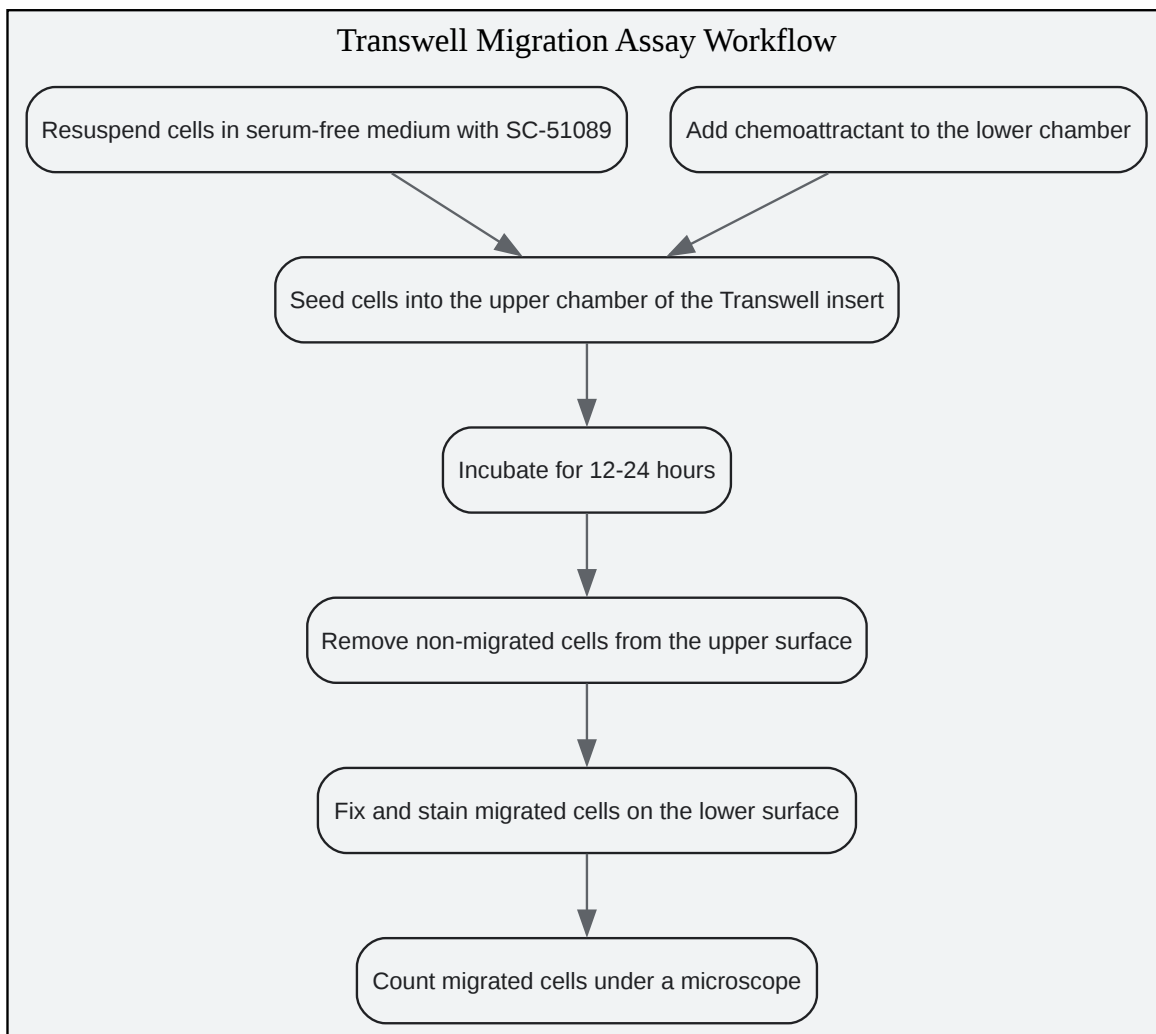 Transwell Migration Assay Workflow
Resuspend cells in serum-free medium with SC-51089
Add chemoattractant to the lower chamber
Seed cells into the upper chamber of the Transwell insert
Incubate for 12-24 hours
Remove non-migrated cells from the upper surface
Fix and stain migrated cells on the lower surface
Count migrated cells under a microscope